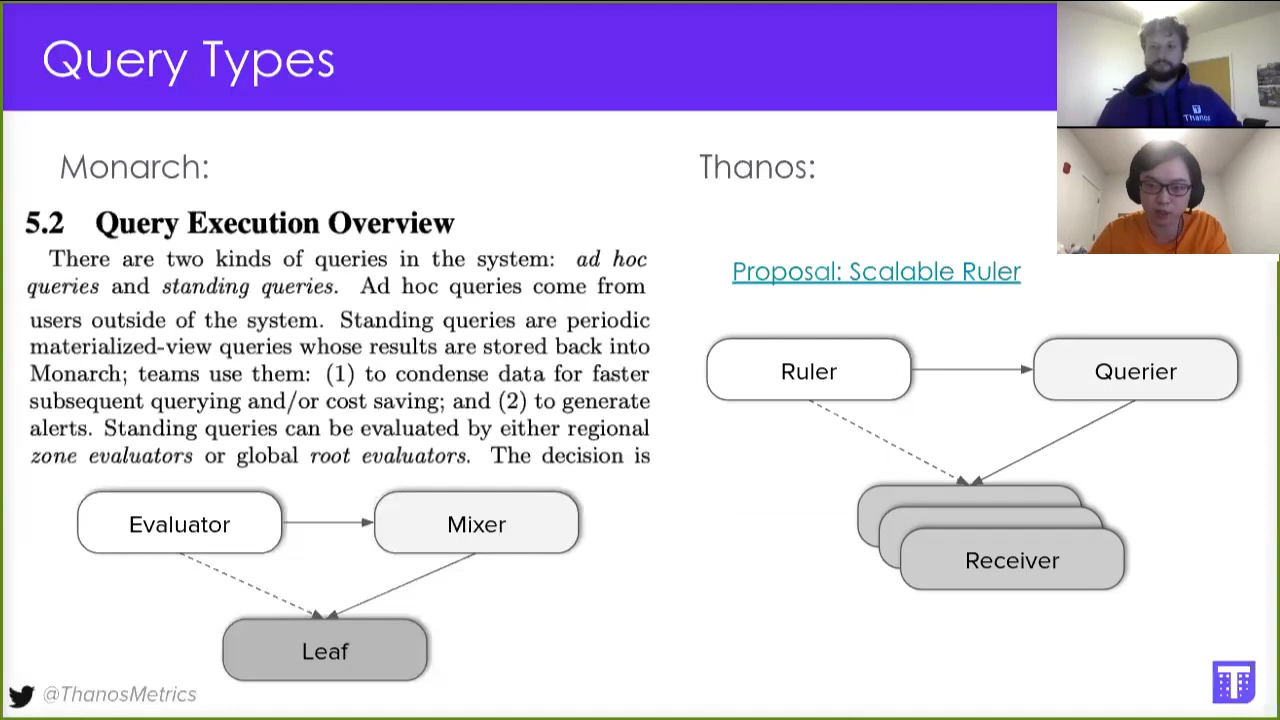 Query Types
Thanos
Monarch:
5.2 Query Execution Overview
There are two kinds of queries in the system: ad hoc
queries and standing queries. Ad hoc queries come from
users outside of the system. Standing queries are periodic
materialized-view queries whose results are stored back into
Monarch; teams use them: (1) to condense data for faster
subsequent querying and/or cost saving; and (2) to generate
alerts. Standing queries can be evaluated by either regional
zone evaluators or global root evaluators. The decision is
Evaluator
Mixer
Leaf
Thanos:
Proposal: Scalable Ruler
Ruler
Querier
Receiver
@ThanosMetrics